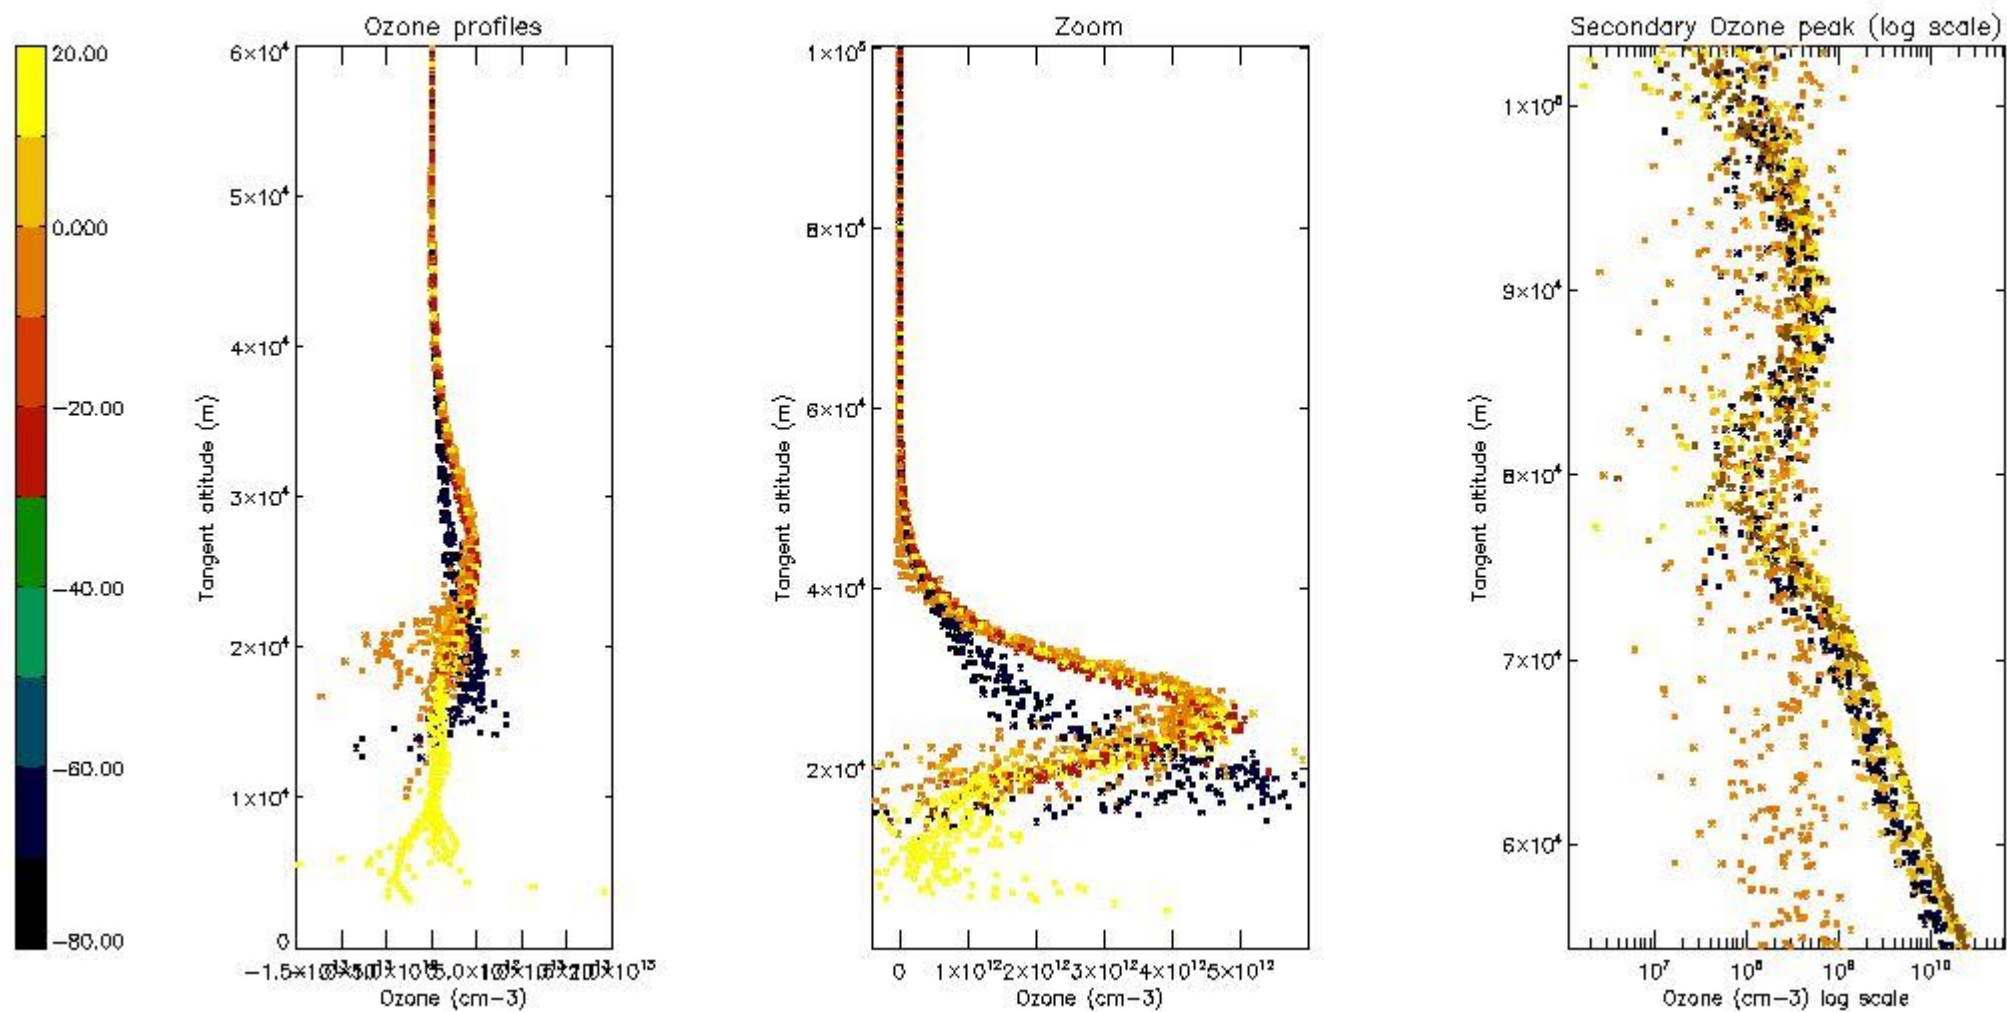 Ozone profiles
Zoom
Secondary Ozone peak (log scale)
20.00
0.000
−20.00
−40.00
−60.00
−80.00
6×10⁴
5×10⁴
4×10⁴
3×10⁴
2×10⁴
1×10⁴
0
Tangent altitude (m)
Ozone (cm−3)
1×10⁵
8×10⁴
6×10⁴
4×10⁴
2×10⁴
Tangent altitude (m)
0 1×10¹² 2×10¹² 3×10¹² 4×10¹² 5×10¹²
Ozone (cm−3)
9×10⁴
8×10⁴
7×10⁴
6×10⁴
Tangent altitude (m)
10⁷ 10⁸ 10⁹ 10¹⁰
Ozone (cm−3) log scale